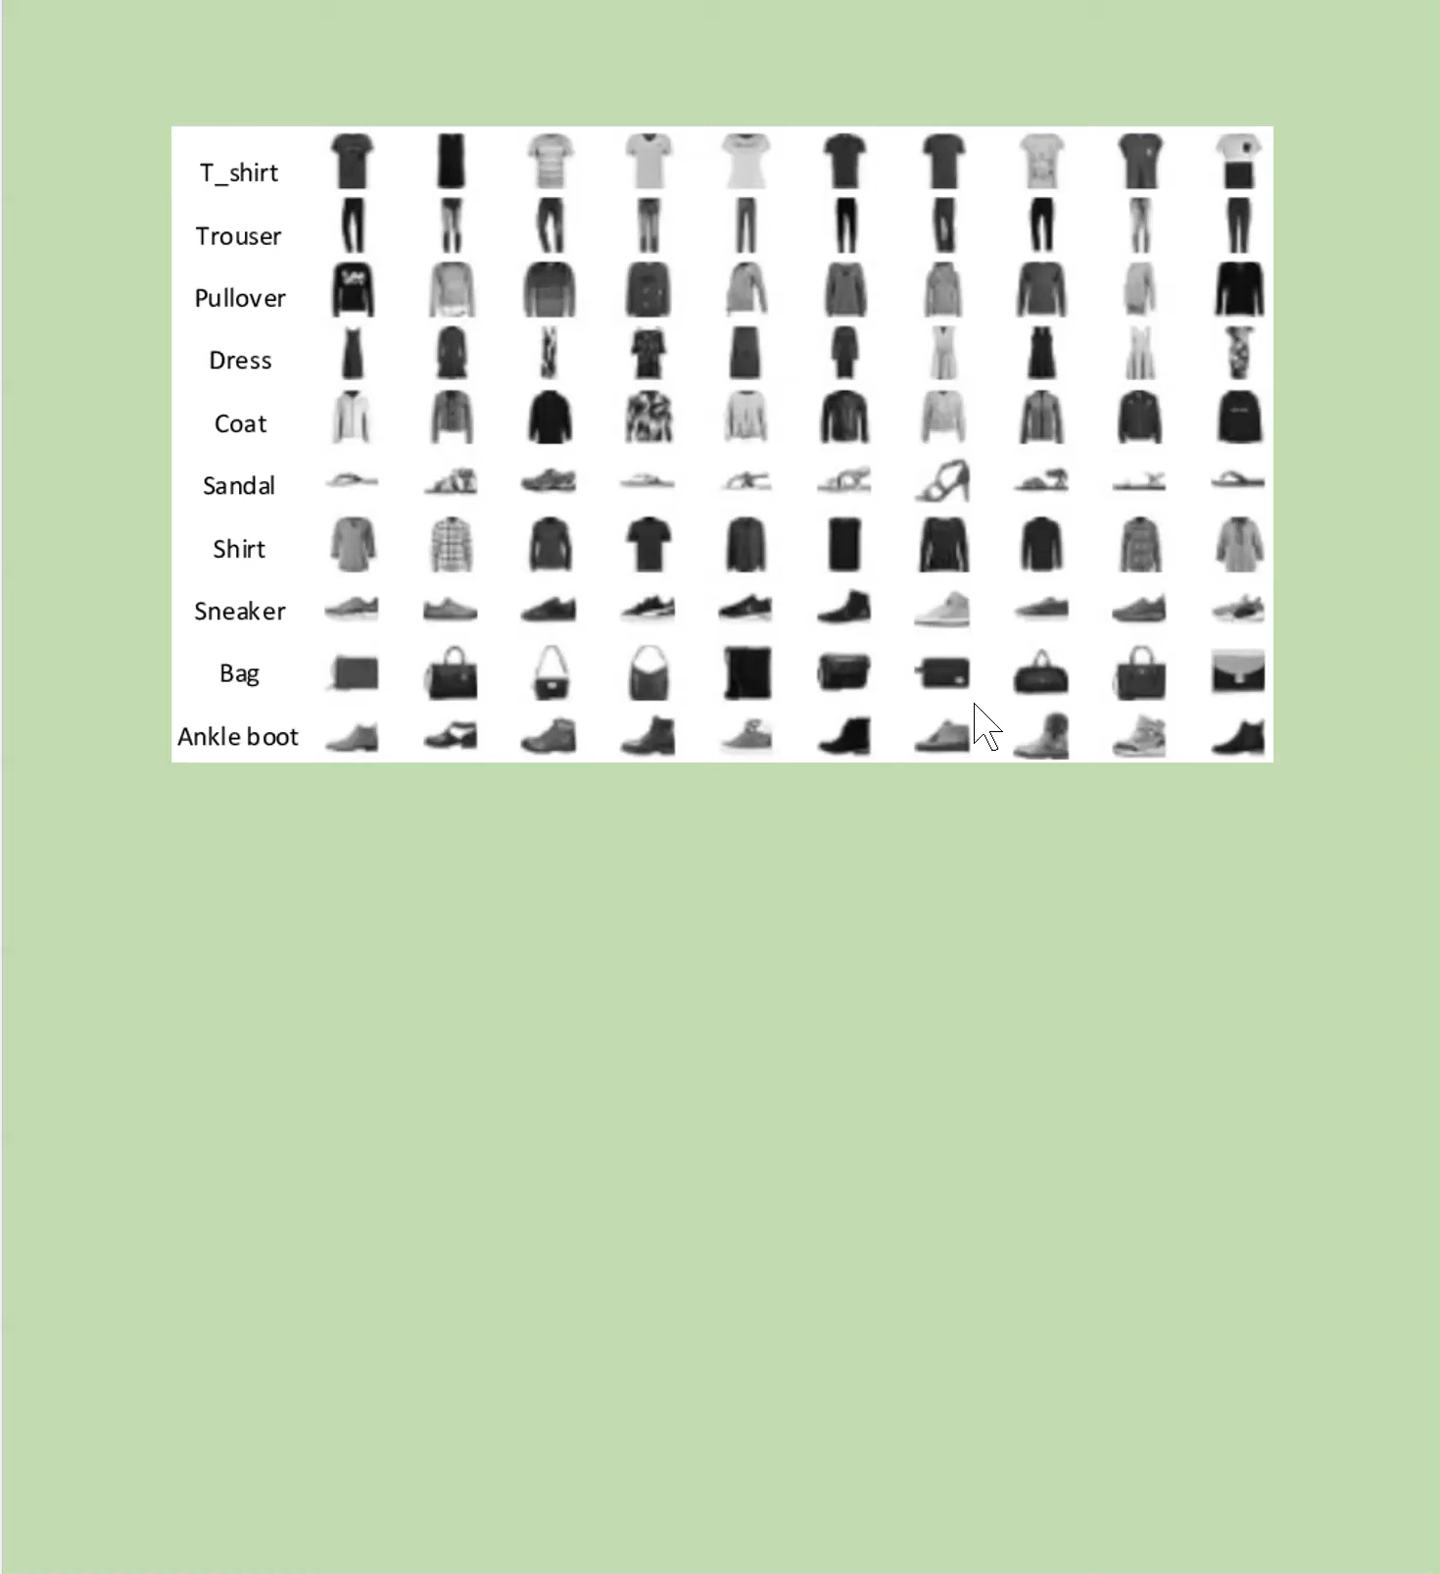 T_shirt
Trouser
Pullover
Dress
Coat
Sandal
Shirt
Sneaker
Bag
Ankle boot